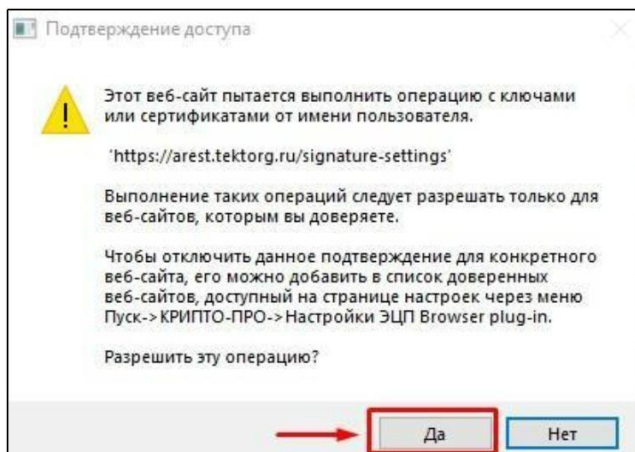 Подтверждение доступа
Этот веб-сайт пытается выполнить операцию с ключами
или сертификатами от имени пользователя.
'https://arest.tektorg.ru/signature-settings'
Выполнение таких операций следует разрешать только для
веб-сайтов, которым вы доверяете.
Чтобы отключить данное подтверждение для конкретного
веб-сайта, его можно добавить в список доверенных
веб-сайтов, доступный на странице настроек через меню
Пуск->КРИПТО-ПРО->Настройки ЭЦП Browser plug-in.
Разрешить эту операцию?
Да Нет